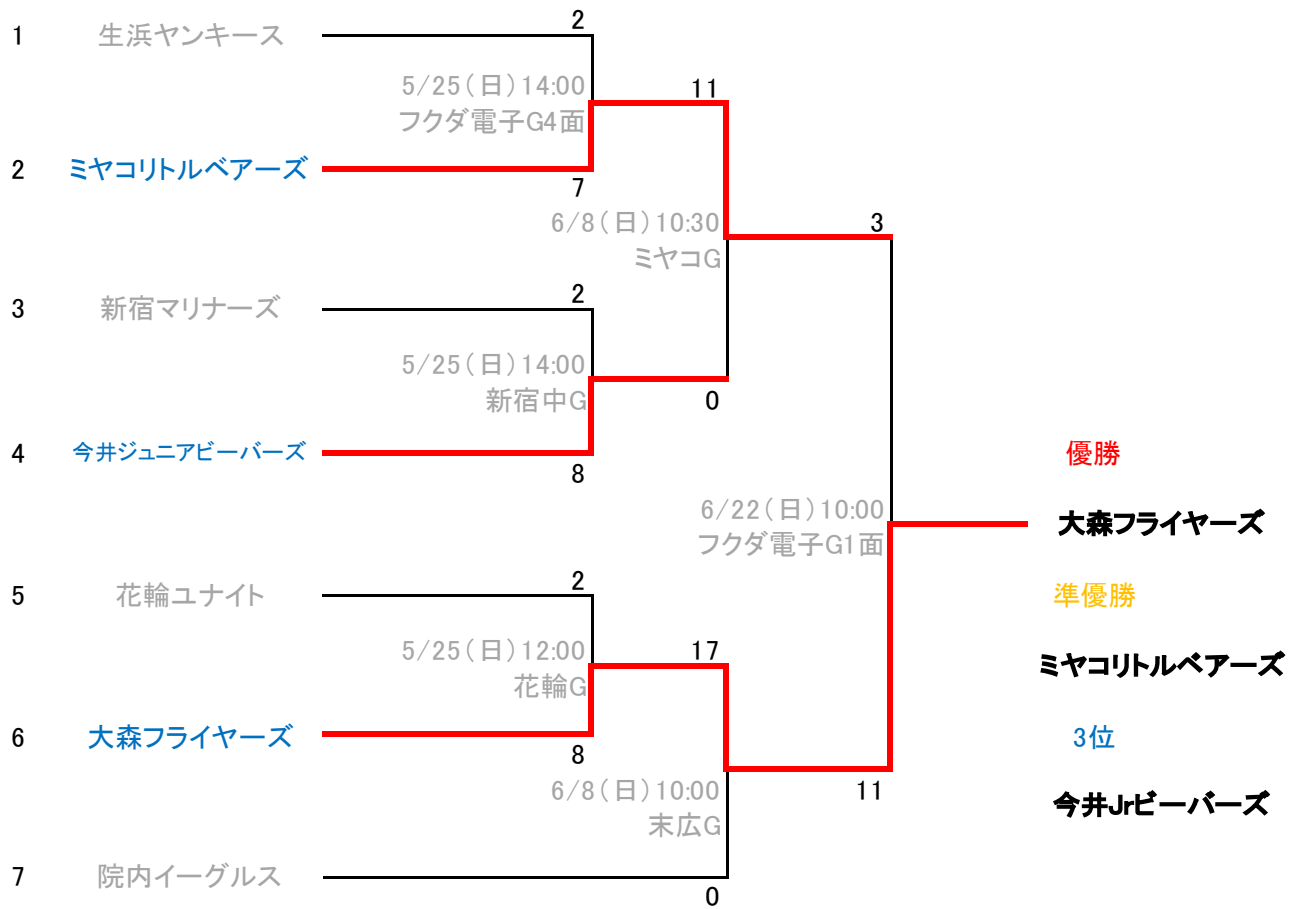 1 生浜ヤンキース 2
5/25(日)14:00 11
フクダ電子G4面
2 ミヤコリトルベアーズ
7
6/8(日)10:30 3
ミヤコG
3 新宿マリナーズ 2
5/25(日)14:00
新宿中G 0
4 今井ジュニアビーバーズ
8
優勝
6/22(日)10:00
大森フライヤーズ
フクダ電子G1面
5 花輪ユナイト 2
準優勝
5/25(日)12:00 17
花輪G
ミヤコリトルベアーズ
6 大森フライヤーズ
8
3位
6/8(日)10:00 11
末広G
今井Jrビーバーズ
7 院内イーグルス
0